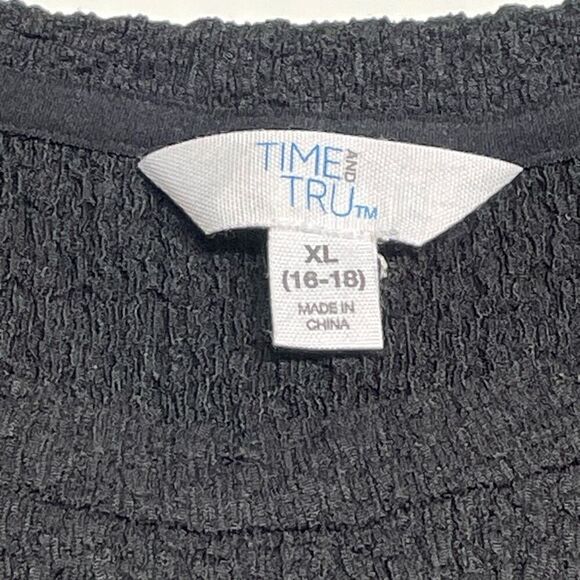 TIME AND
TRU™
XL
(16-18)
MADE IN
CHINA